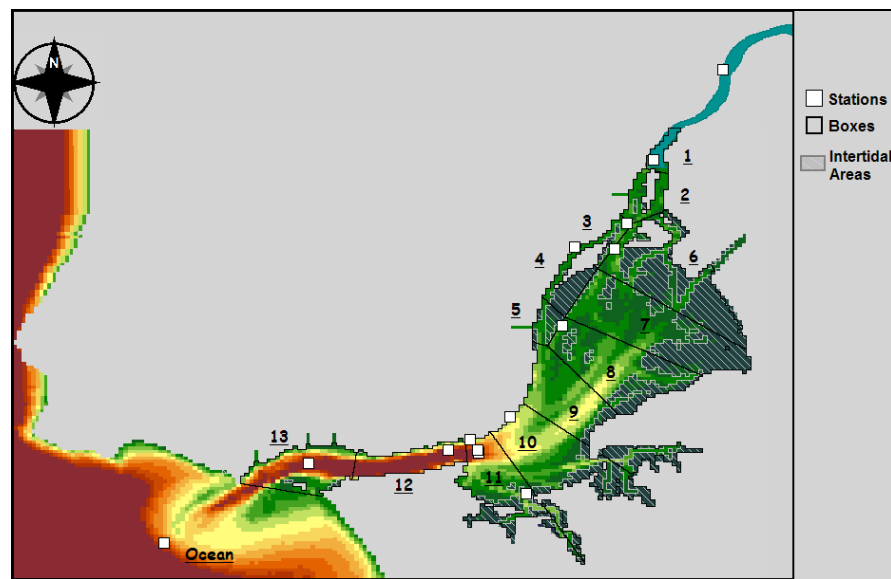 N
Stations
Boxes
Intertidal
Areas
1
2
3
4
5
6
7
8
9
10
11
12
13
Ocean